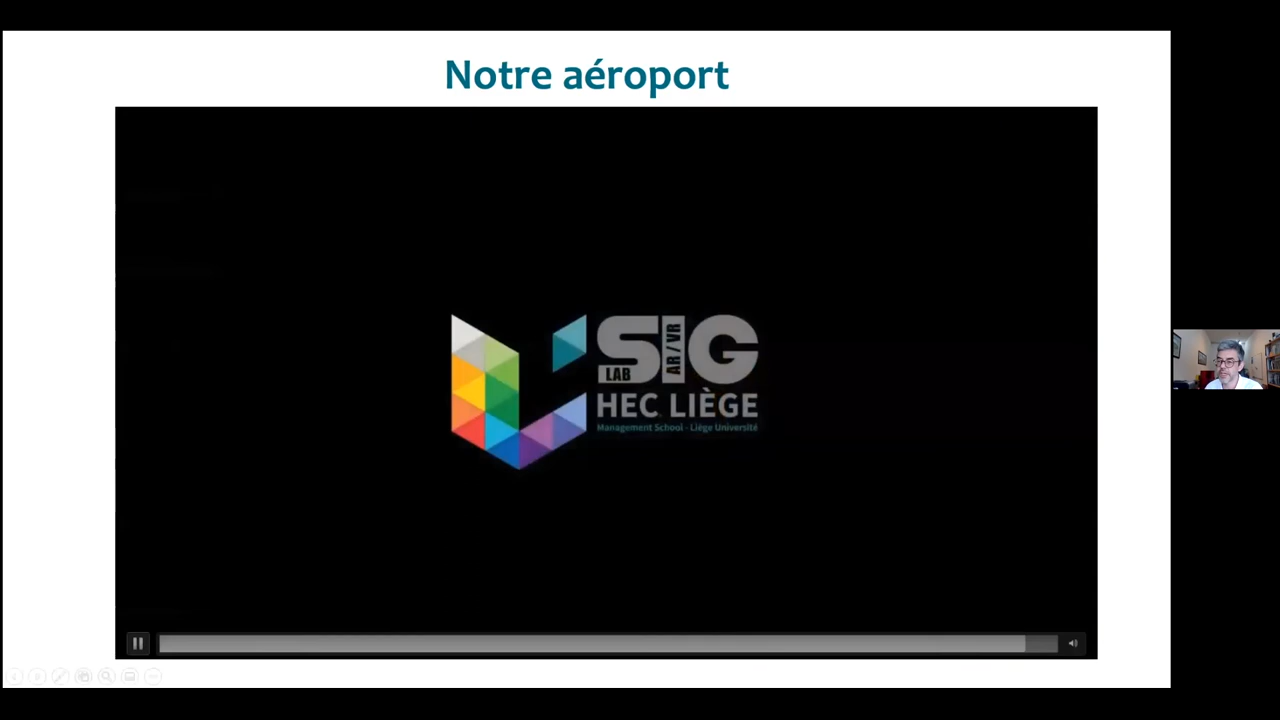 Notre aéroport
SIG
LAB
AR / VR
HEC LIÈGE
Management School - Liège Université